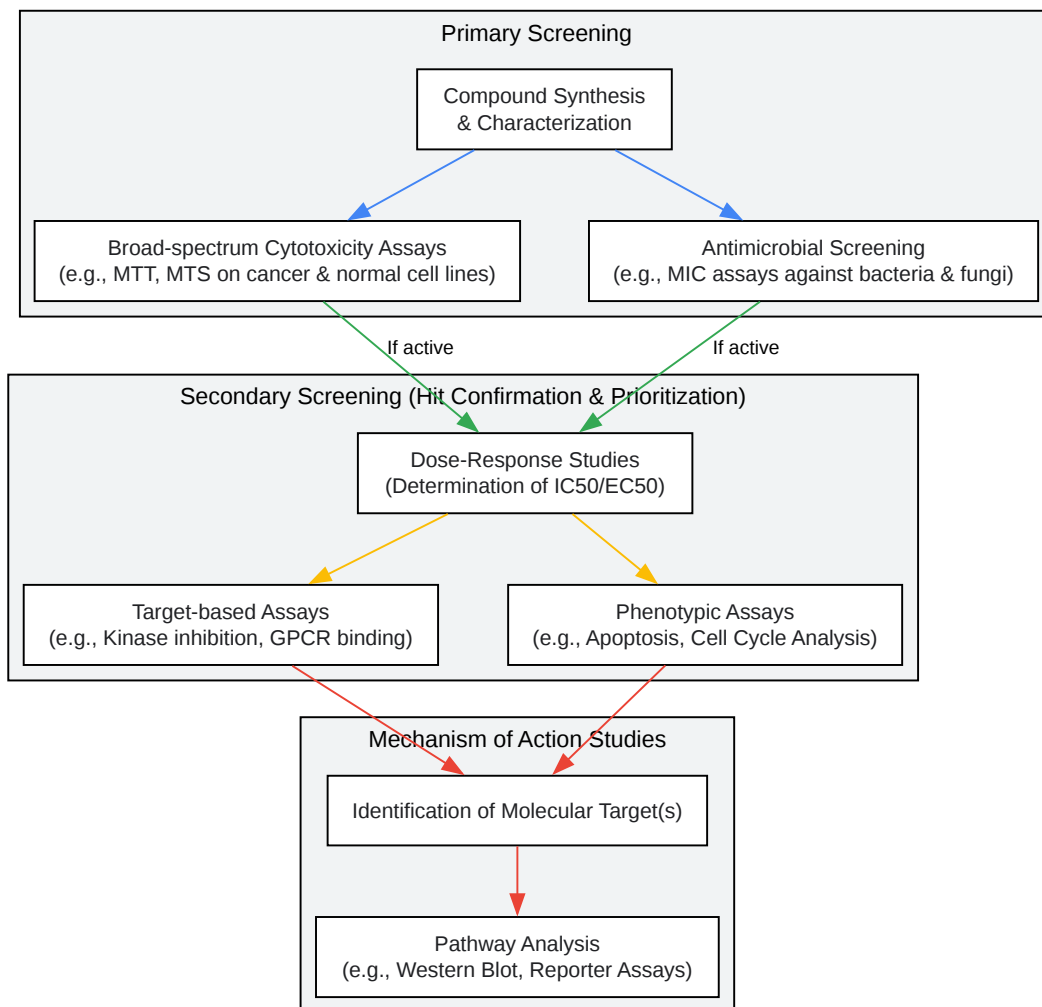 Primary Screening
Compound Synthesis
& Characterization
Broad-spectrum Cytotoxicity Assays
(e.g., MTT, MTS on cancer & normal cell lines)
Antimicrobial Screening
(e.g., MIC assays against bacteria & fungi)
If active
If active
Secondary Screening (Hit Confirmation & Prioritization)
Dose-Response Studies
(Determination of IC50/EC50)
Target-based Assays
(e.g., Kinase inhibition, GPCR binding)
Phenotypic Assays
(e.g., Apoptosis, Cell Cycle Analysis)
Mechanism of Action Studies
Identification of Molecular Target(s)
Pathway Analysis
(e.g., Western Blot, Reporter Assays)